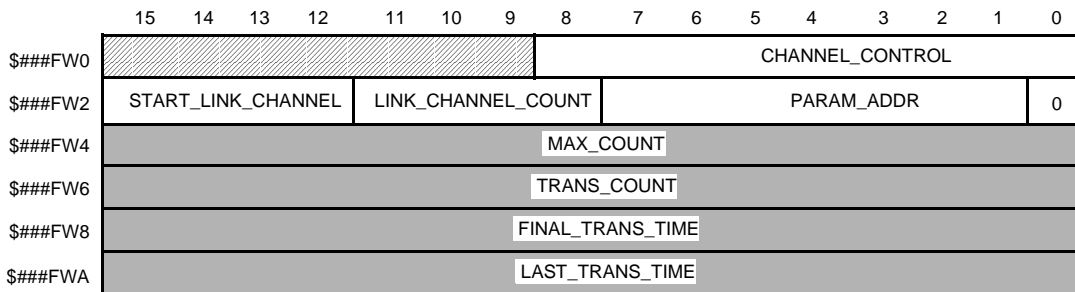 15 14 13 12 11 10 9 8 7 6 5 4 3 2 1 0
$###FW0 CHANNEL_CONTROL
$###FW2 START_LINK_CHANNEL LINK_CHANNEL_COUNT PARAM_ADDR 0
$###FW4 MAX_COUNT
$###FW6 TRANS_COUNT
$###FW8 FINAL_TRANS_TIME
$###FWA LAST_TRANS_TIME